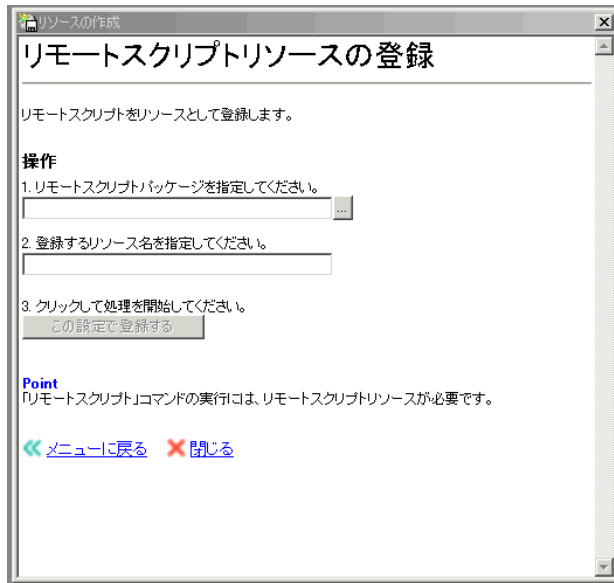 リソースの作成
リモートスクリプトリソースの登録
リモートスクリプトをリソースとして登録します。
操作
1. リモートスクリプトパッケージを指定してください。
...
2. 登録するリソース名を指定してください。
3. クリックして処理を開始してください。
この設定で登録する
Point
「リモートスクリプト」コマンドの実行には、リモートスクリプトリソースが必要です。
メニューに戻る 閉じる